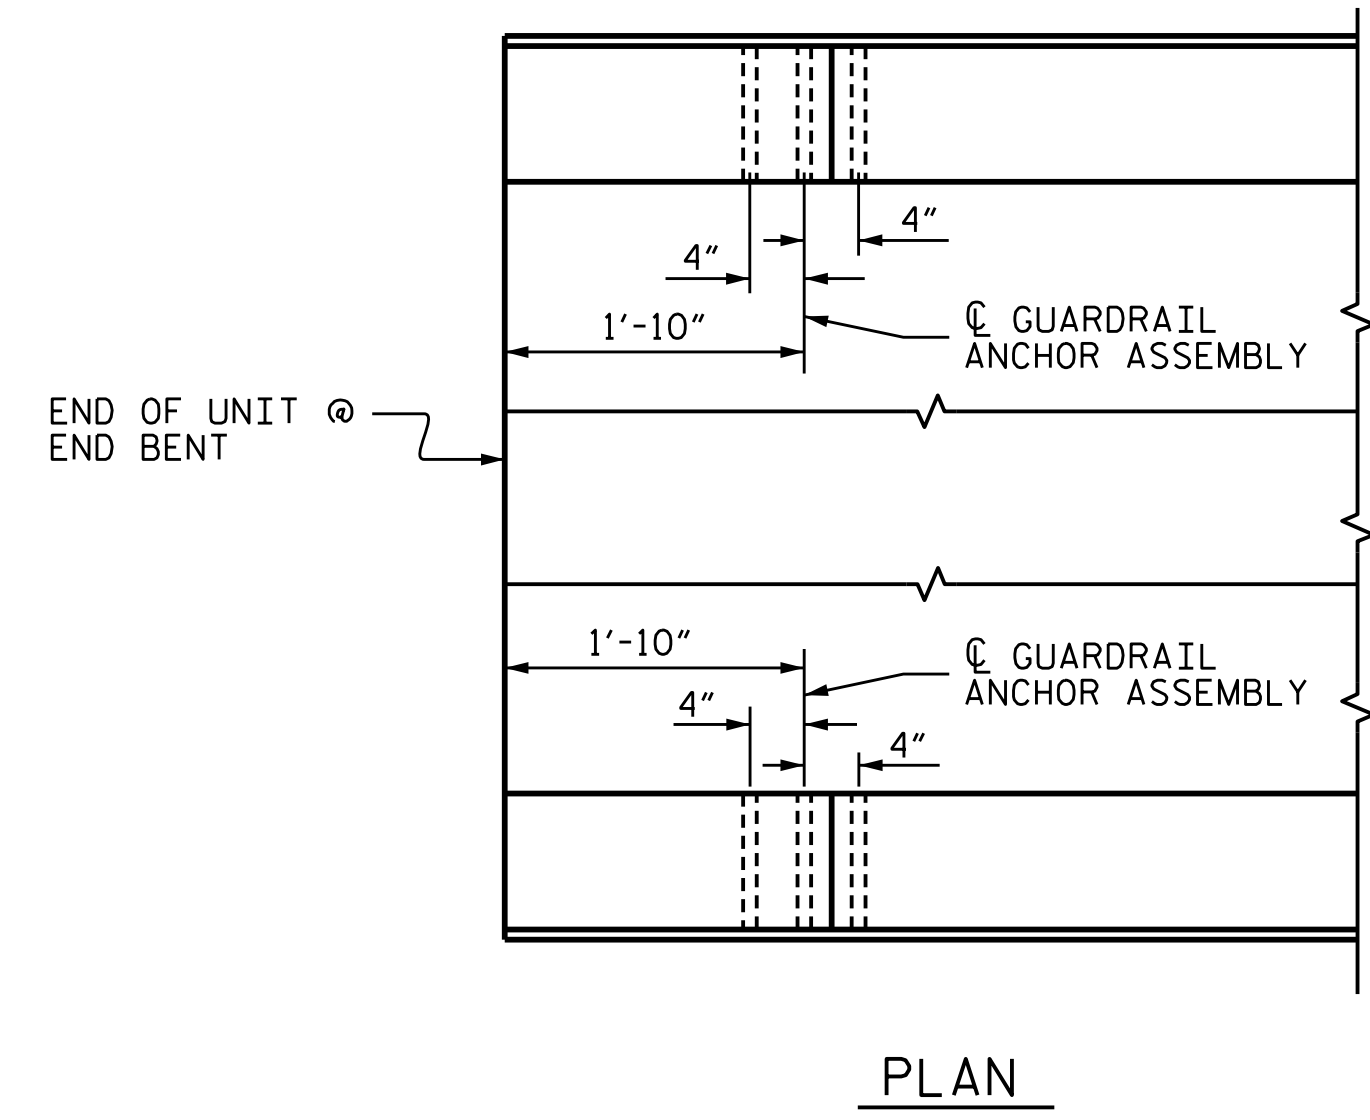 4"
4"
1'-10"
℄ GUARDRAIL
ANCHOR ASSEMBLY
END OF UNIT @
END BENT
1'-10"
℄ GUARDRAIL
ANCHOR ASSEMBLY
4"
4"
PLAN